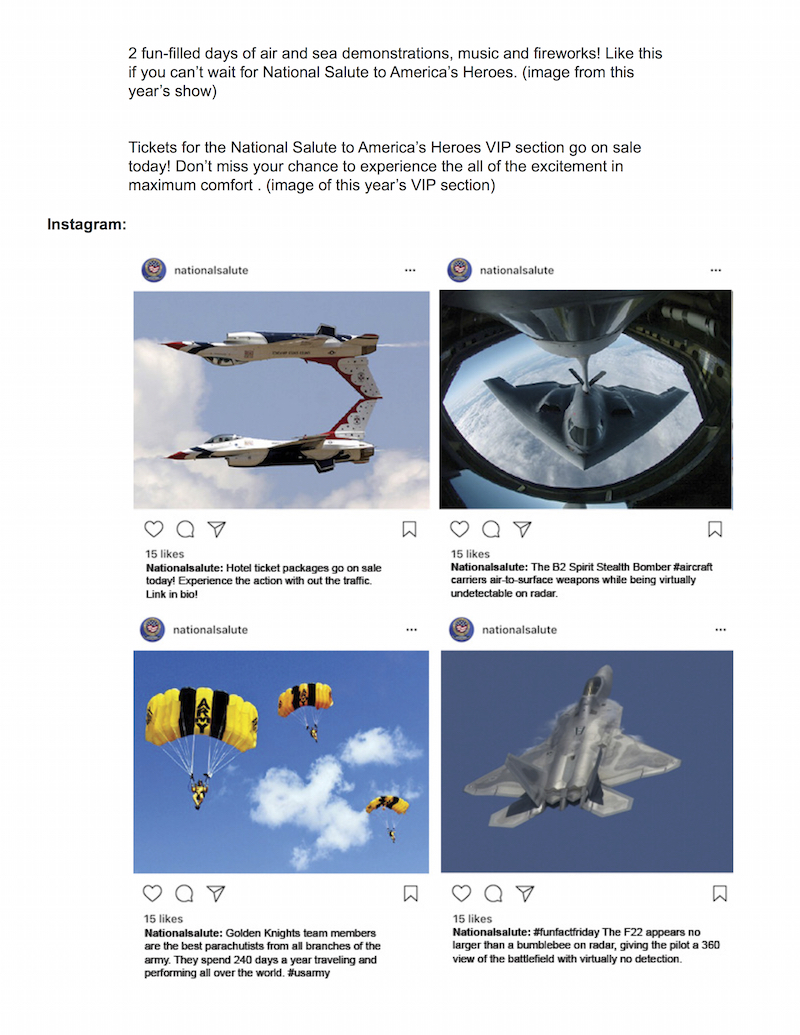 2 fun-filled days of air and sea demonstrations, music and fireworks! Like this
if you can’t wait for National Salute to America’s Heroes. (image from this
year’s show)
Tickets for the National Salute to America’s Heroes VIP section go on sale
today! Don’t miss your chance to experience the all of the excitement in
maximum comfort . (image of this year’s VIP section)
Instagram:
nationalsalute
15 likes
Nationalsalute: Hotel ticket packages go on sale
today! Experience the action with out the traffic.
Link in bio!
nationalsalute
15 likes
Nationalsalute: The B2 Spirit Stealth Bomber #aircraft
carriers air-to-surface weapons while being virtually
undetectable on radar.
nationalsalute
ARMY
15 likes
Nationalsalute: Golden Knights team members
are the best parachutists from all branches of the
army. They spend 240 days a year traveling and
performing all over the world. #usarmy
nationalsalute
15 likes
Nationalsalute: #funfactfriday The F22 appears no
larger than a bumblebee on radar, giving the pilot a 360
view of the battlefield with virtually no detection.